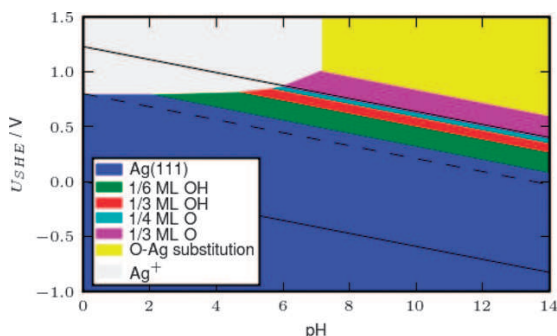 1.5
1.0
0.5
0.0
−0.5
−1.0
U_SHE / V
Ag(111)
1/6 ML OH
1/3 ML OH
1/4 ML O
1/3 ML O
O-Ag substitution
Ag+
0 2 4 6 8 10 12 14
pH